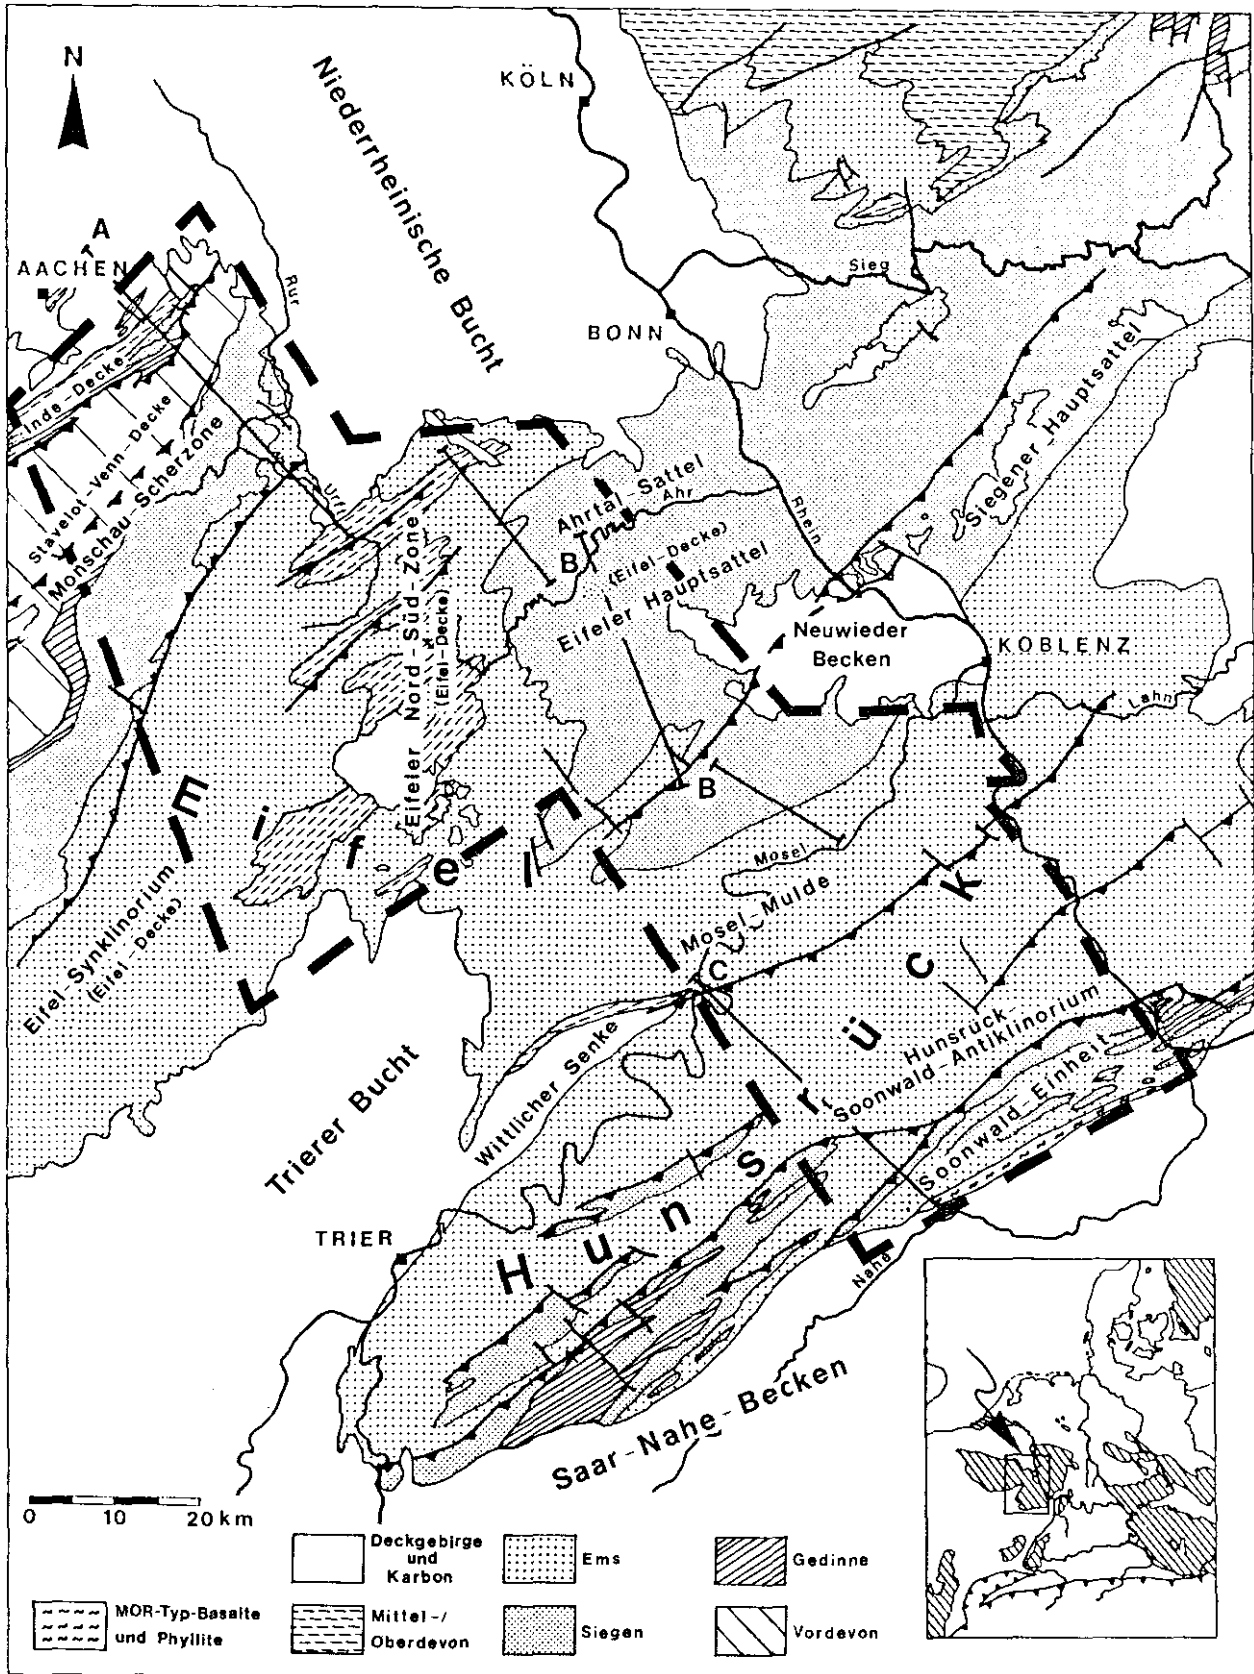 N
KÖLN
Niederrheinische Bucht
A
AACHEN
Rur
Sieg
BONN
Inde-Decke
Stavelot-Venn-Decke
Monschau-Scherzone
Urft
Siegener Hauptsattel
Ahrtal-Sattel
Ahr
Rhein
B
(Eifel-Decke)
Eifeler Hauptsattel
Eifeler Nord-Süd-Zone
(Eifel-Decke)
Neuwieder
Becken
KOBLENZ
Lahn
Eifel
B
Mosel
Mosel-Mulde
Eifel-Synklinorium
(Eifel-Decke)
C
Hunsrück
Hunsrück-
Soonwald-Antiklinorium
Soonwald-Einheit
Wittlicher Senke
Trierer Bucht
TRIER
Nahe
Saar-Nahe-Becken
0 10 20 km
Deckgebirge
und
Karbon
Ems
Gedinne
MOR-Typ-Basalte
und Phyllite
Mittel-/
Oberdevon
Siegen
Vordevon